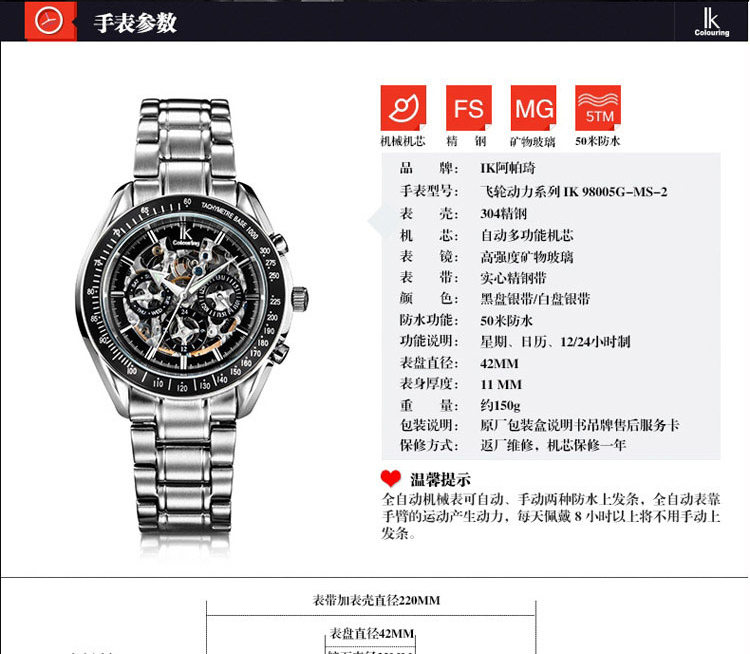 手表参数
Ik
Colouring
FS
MG
5TM
机械机芯 精 钢 矿物玻璃 50米防水
品 牌: IK阿帕琦
手表型号: 飞轮动力系列 IK 98005G-MS-2
表 壳: 304精钢
机 芯: 自动多功能机芯
表 镜: 高强度矿物玻璃
表 带: 实心精钢带
颜 色: 黑盘银带/白盘银带
防水功能: 50米防水
功能说明: 星期、日历、12/24小时制
表盘直径: 42MM
表身厚度: 11 MM
重 量: 约150g
包装说明: 原厂包装盒说明书吊牌售后服务卡
保修方式: 返厂维修，机芯保修一年
温馨提示
全自动机械表可自动、手动两种防水上发条，全自动表靠
手臂的运动产生动力，每天佩戴 8 小时以上将不用手动上
发条。
TACHYMETRE BASE 1000
60
65
80
85
300
275
250
225
200
190
180
170
160
150
140
130
120
110
100
Ik
Colouring
表带加表壳直径220MM
表盘直径42MM